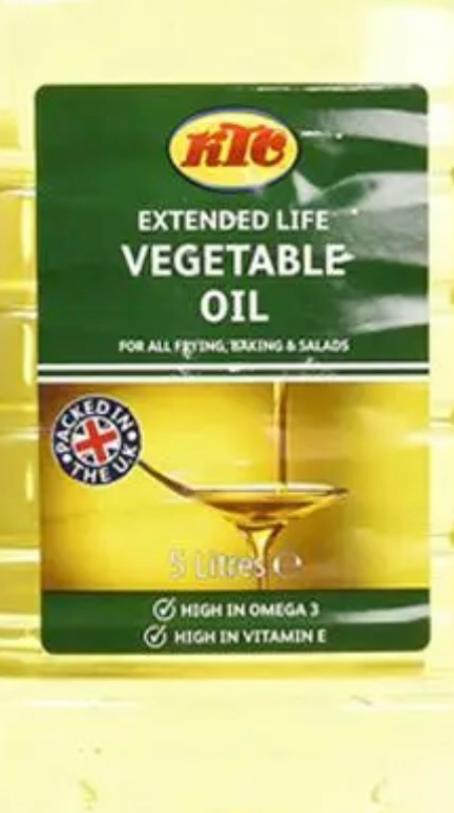 KTC
EXTENDED LIFE
VEGETABLE
OIL
FOR ALL FRYING, BAKING & SALADS
PACKED IN
THE UK
5 Litres ℮
HIGH IN OMEGA 3
HIGH IN VITAMIN E